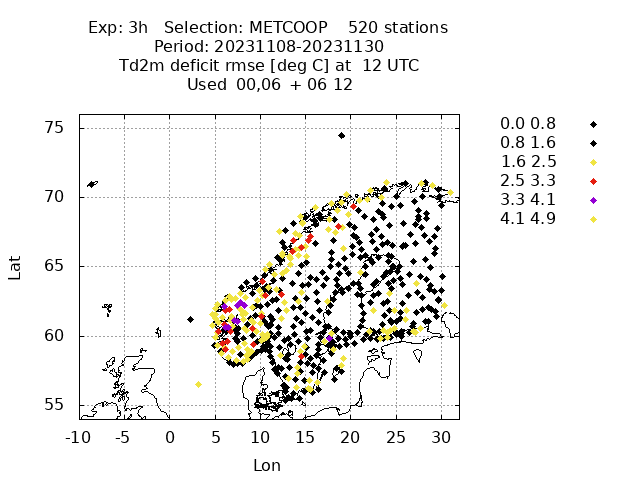 Exp: 3h   Selection: METCOOP    520 stations
Period: 20231108-20231130
Td2m deficit rmse [deg C] at  12 UTC
Used  00,06  + 06 12
0.0 0.8
0.8 1.6
1.6 2.5
2.5 3.3
3.3 4.1
4.1 4.9
75
70
65
60
55
Lat
-10 -5 0 5 10 15 20 25 30
Lon